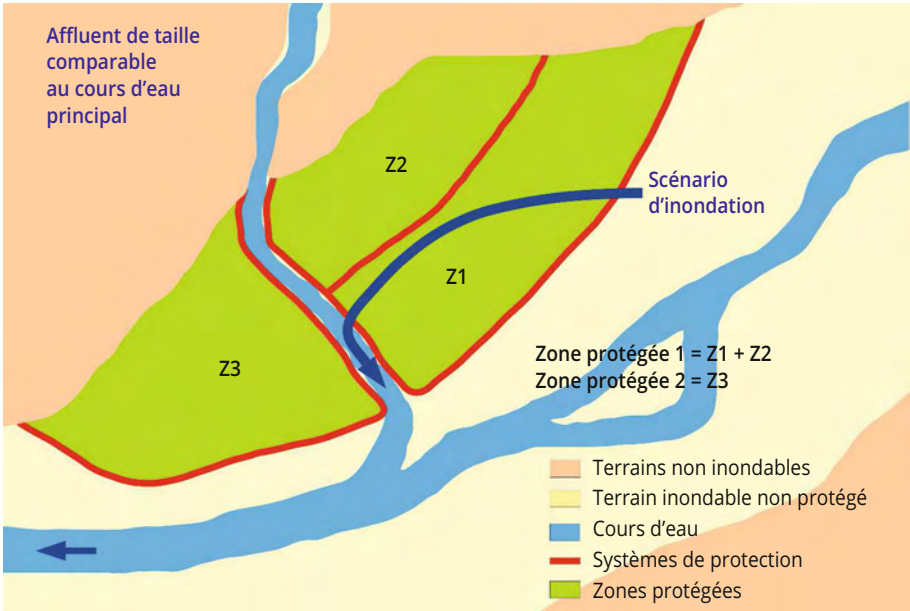 Affluent de taille
comparable
au cours d'eau
principal
Z2
Scénario
d'inondation
Z1
Z3
Zone protégée 1 = Z1 + Z2
Zone protégée 2 = Z3
Terrains non inondables
Terrain inondable non protégé
Cours d'eau
Systèmes de protection
Zones protégées